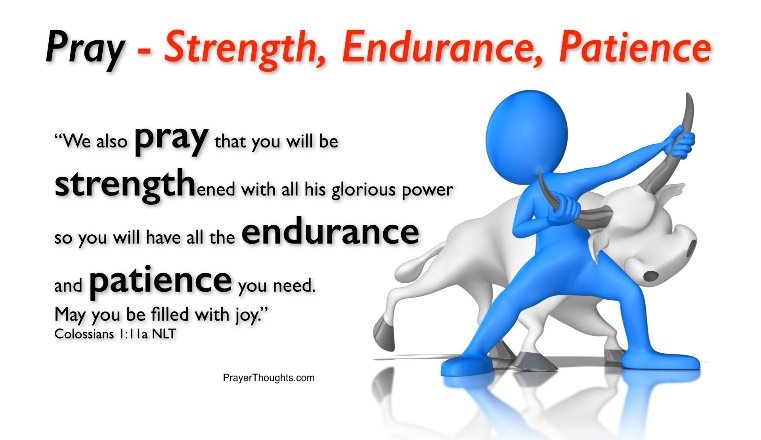 Pray - Strength, Endurance, Patience
“We also pray that you will be
strengthened with all his glorious power
so you will have all the endurance
and patience you need.
May you be filled with joy.”
Colossians 1:11a NLT
PrayerThoughts.com